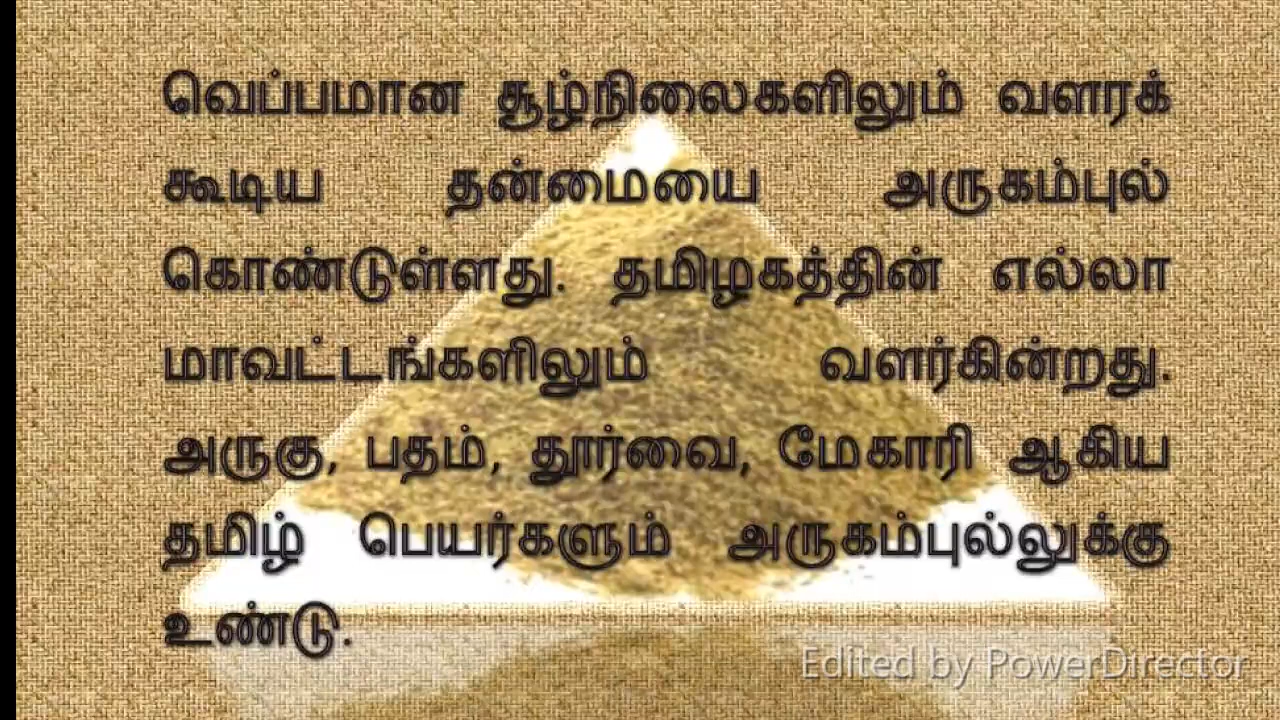 வெப்பமான சூழ்நிலைகளிலும் வளரக்
கூடிய தன்மையை அருகம்புல்
கொண்டுள்ளது. தமிழகத்தின் எல்லா
மாவட்டங்களிலும் வளர்கின்றது.
அருகு, பதம், தூர்வை, மேகாரி ஆகிய
தமிழ் பெயர்களும் அருகம்புல்லுக்கு
உண்டு.
Edited by PowerDirector